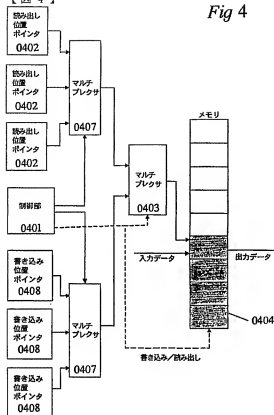 【図4】
Fig 4
読み出し
位置
ポインタ
0402
読み出し
位置
ポインタ
0402
読み出し
位置
ポインタ
0402
マルチ
プレクサ
0407
制御部
0401
マルチ
プレクサ
0403
メモリ
入力データ
出力データ
0404
書き込み
位置
ポインタ
0408
書き込み
位置
ポインタ
0408
書き込み
位置
ポインタ
0408
マルチ
プレクサ
0407
書き込み/読み出し